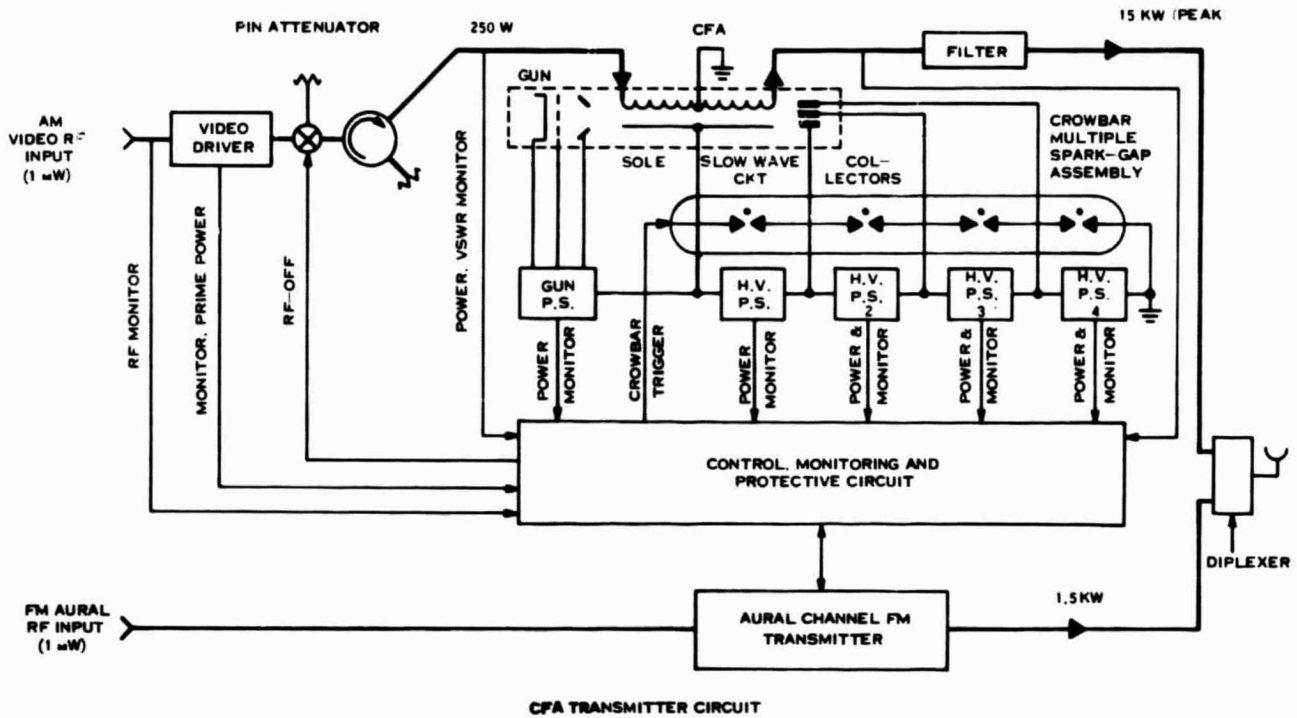 PIN ATTENUATOR
250 W
CFA
15 KW (PEAK)
FILTER
GUN
AM
VIDEO RF
INPUT
(1 mW)
VIDEO
DRIVER
CROWBAR
MULTIPLE
SPARK-GAP
ASSEMBLY
SOLE
SLOW WAVE
CKT
COL-
LECTORS
GUN
P.S.
H.V.
P.S.
H.V.
P.S.
2
H.V.
P.S.
3
H.V.
P.S.
4
RF MONITOR
MONITOR, PRIME POWER
RF-OFF
POWER, VSWR MONITOR
POWER
MONITOR
CROWBAR
TRIGGER
POWER
MONITOR
POWER &
MONITOR
POWER &
MONITOR
POWER &
MONITOR
CONTROL, MONITORING AND
PROTECTIVE CIRCUIT
DIPLEXER
FM AURAL
RF INPUT
(1 mW)
AURAL CHANNEL FM
TRANSMITTER
1.5KW
CFA TRANSMITTER CIRCUIT